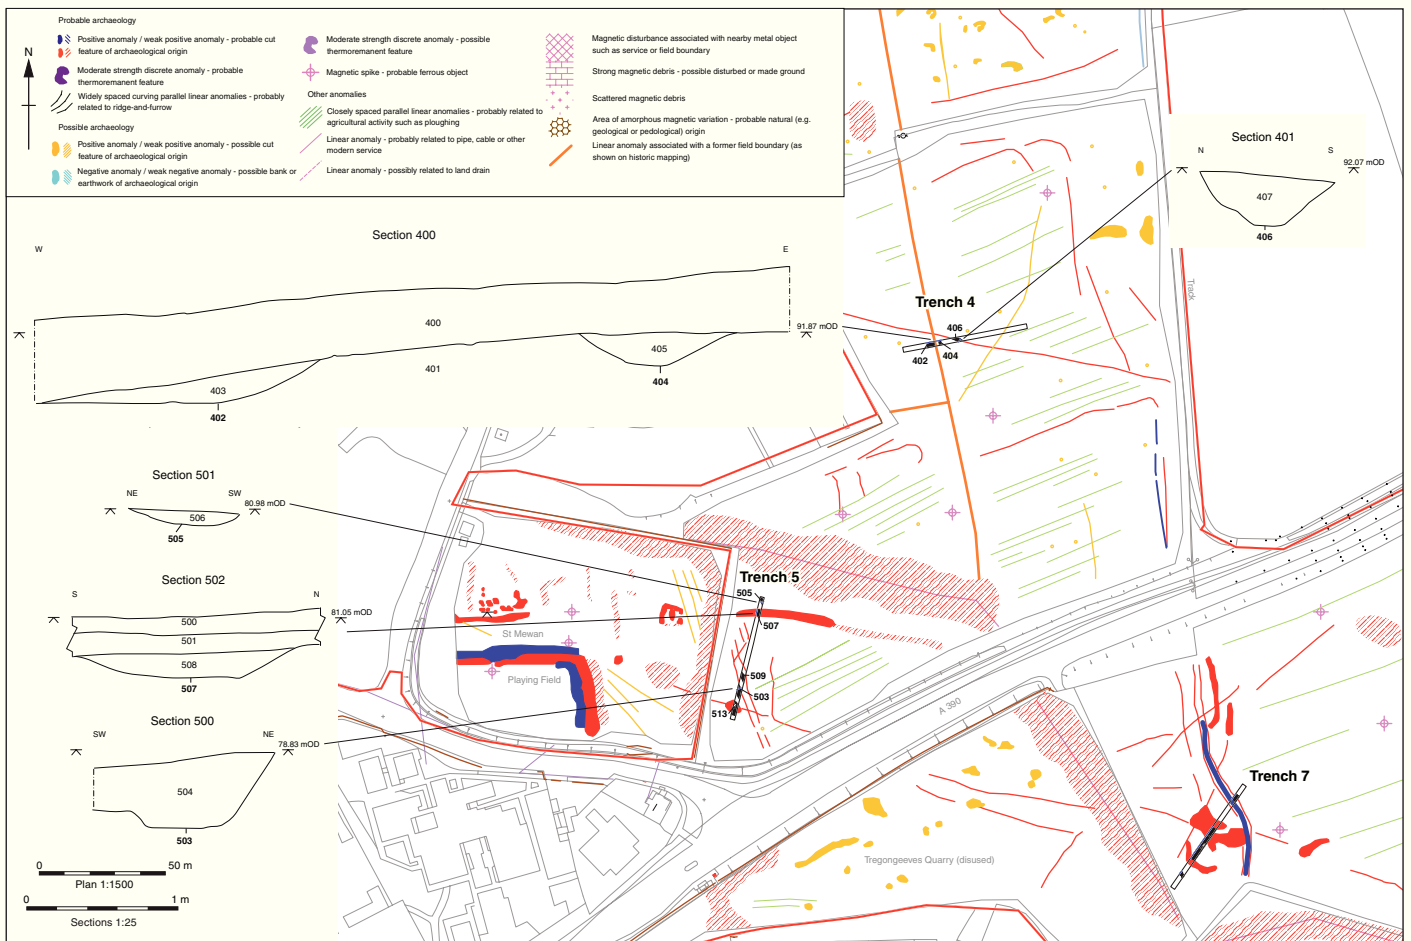 Probable archaeology
N
Positive anomaly / weak positive anomaly - probable cut
feature of archaeological origin
Moderate strength discrete anomaly - probable
thermoremanent feature
Widely spaced curving parallel linear anomalies - probably
related to ridge-and-furrow
Possible archaeology
Positive anomaly / weak positive anomaly - possible cut
feature of archaeological origin
Negative anomaly / weak negative anomaly - possible bank or
earthwork of archaeological origin
Moderate strength discrete anomaly - possible
thermoremanent feature
Magnetic spike - probable ferrous object
Other anomalies
Closely spaced parallel linear anomalies - probably related to
agricultural activity such as ploughing
Linear anomaly - probably related to pipe, cable or other
modern service
Linear anomaly - possibly related to land drain
Magnetic disturbance associated with nearby metal object
such as service or field boundary
Strong magnetic debris - possible disturbed or made ground
Scattered magnetic debris
Area of amorphous magnetic variation - probable natural (e.g.
geological or pedological) origin
Linear anomaly associated with a former field boundary (as
shown on historic mapping)
Section 401
N
S
92.07 mOD
407
406
Section 400
W
E
400
91.87 mOD
405
401
404
403
402
Track
Trench 4
406
402
404
Section 501
NE
SW
80.98 mOD
506
505
Section 502
S
N
81.05 mOD
500
501
508
507
Section 500
SW
NE
78.83 mOD
504
503
0
50 m
Plan 1:1500
0
1 m
Sections 1:25
Trench 5
505
507
509
503
513
St Mewan
Playing Field
A 390
Trench 7
Tregongeeves Quarry (disused)